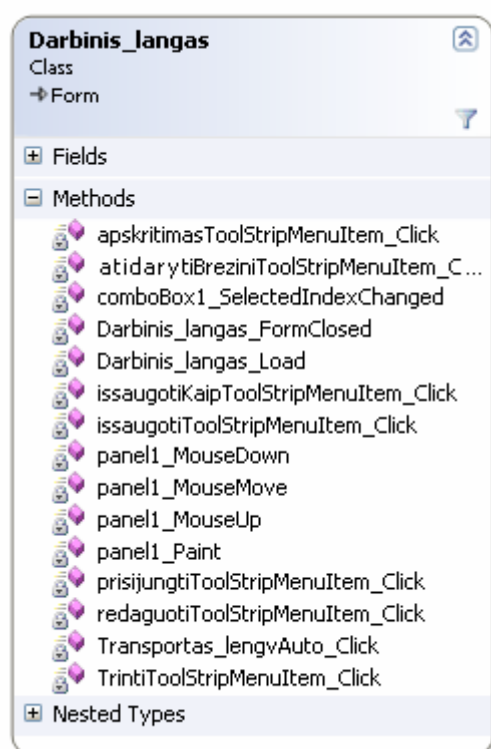 Darbinis_langas
Class
Form
Fields
Methods
apskritimasToolStripMenuItem_Click
atidarytiBreziniToolStripMenuItem_C...
comboBox1_SelectedIndexChanged
Darbinis_langas_FormClosed
Darbinis_langas_Load
issaugotiKaipToolStripMenuItem_Click
issaugotiToolStripMenuItem_Click
panel1_MouseDown
panel1_MouseMove
panel1_MouseUp
panel1_Paint
prisijungtiToolStripMenuItem_Click
redaguotiToolStripMenuItem_Click
Transportas_lengvAuto_Click
TrintiToolStripMenuItem_Click
Nested Types